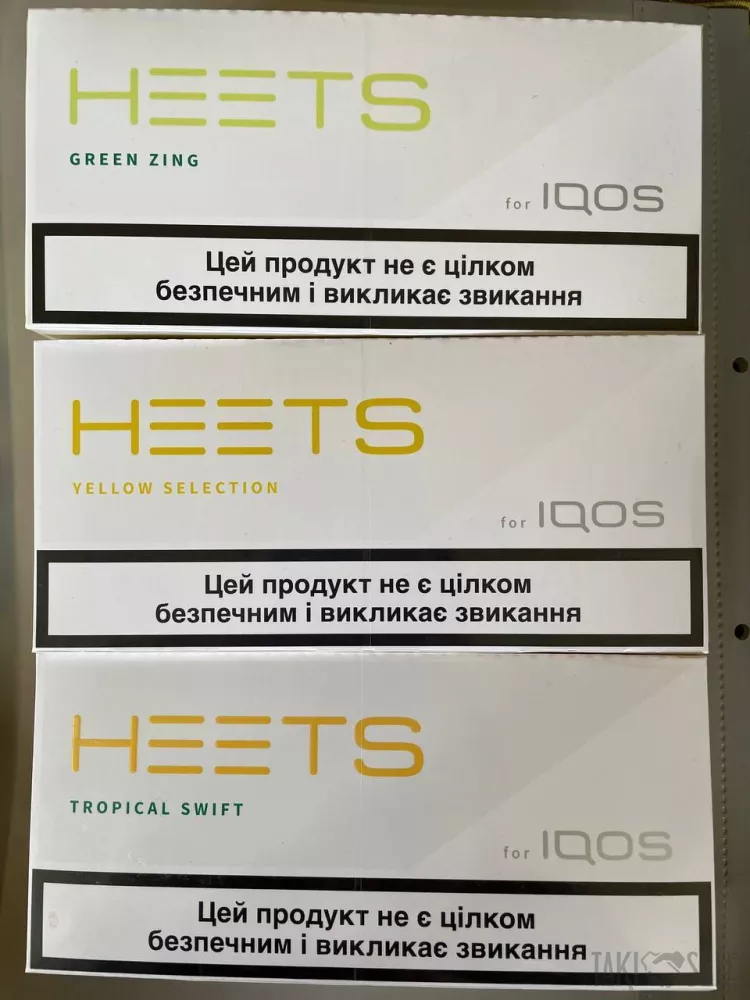 HEETS
GREEN ZING
for IQOS
Цей продукт не є цілком
безпечним і викликає звикання
HEETS
YELLOW SELECTION
for IQOS
Цей продукт не є цілком
безпечним і викликає звикання
HEETS
TROPICAL SWIFT
for IQOS
Цей продукт не є цілком
безпечним і викликає звикання